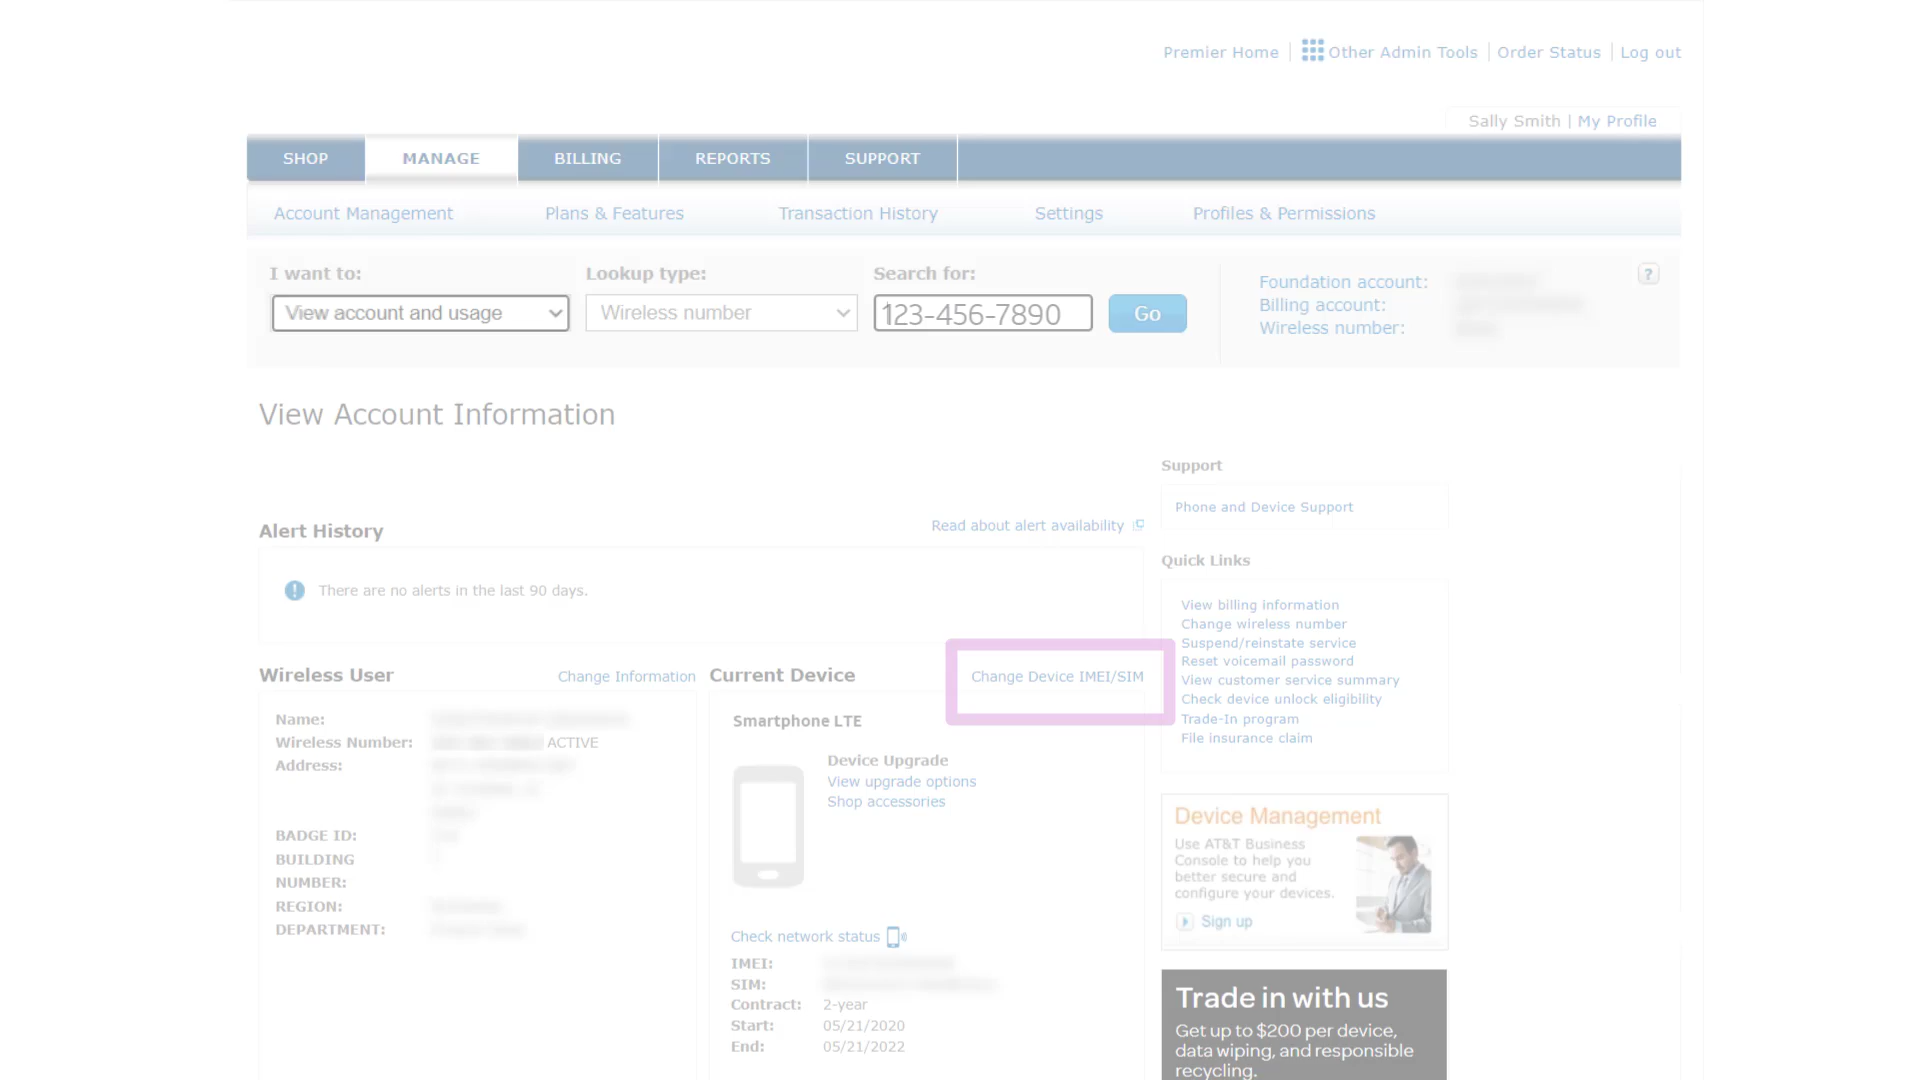 Premier Home
Other Admin Tools
Order Status
Log out
Sally Smith | My Profile
SHOP
MANAGE
BILLING
REPORTS
SUPPORT
Account Management
Plans & Features
Transaction History
Settings
Profiles & Permissions
I want to:
View account and usage
Lookup type:
Wireless number
Search for:
123-456-7890
Go
Foundation account:
Billing account:
Wireless number:
?
View Account Information
Alert History
Read about alert availability
There are no alerts in the last 90 days.
Wireless User
Change Information
Name:
Wireless Number: ACTIVE
Address:
BADGE ID:
BUILDING
NUMBER:
REGION:
DEPARTMENT:
Current Device
Change Device IMEI/SIM
Smartphone LTE
Device Upgrade
View upgrade options
Shop accessories
Check network status
IMEI:
SIM:
Contract: 2-year
Start: 05/21/2020
End: 05/21/2022
Support
Phone and Device Support
Quick Links
View billing information
Change wireless number
Suspend/reinstate service
Reset voicemail password
View customer service summary
Check device unlock eligibility
Trade-In program
File insurance claim
Device Management
Use AT&T Business
Console to help you
better secure and
configure your devices.
Sign up
Trade in with us
Get up to $200 per device,
data wiping, and responsible
recycling.